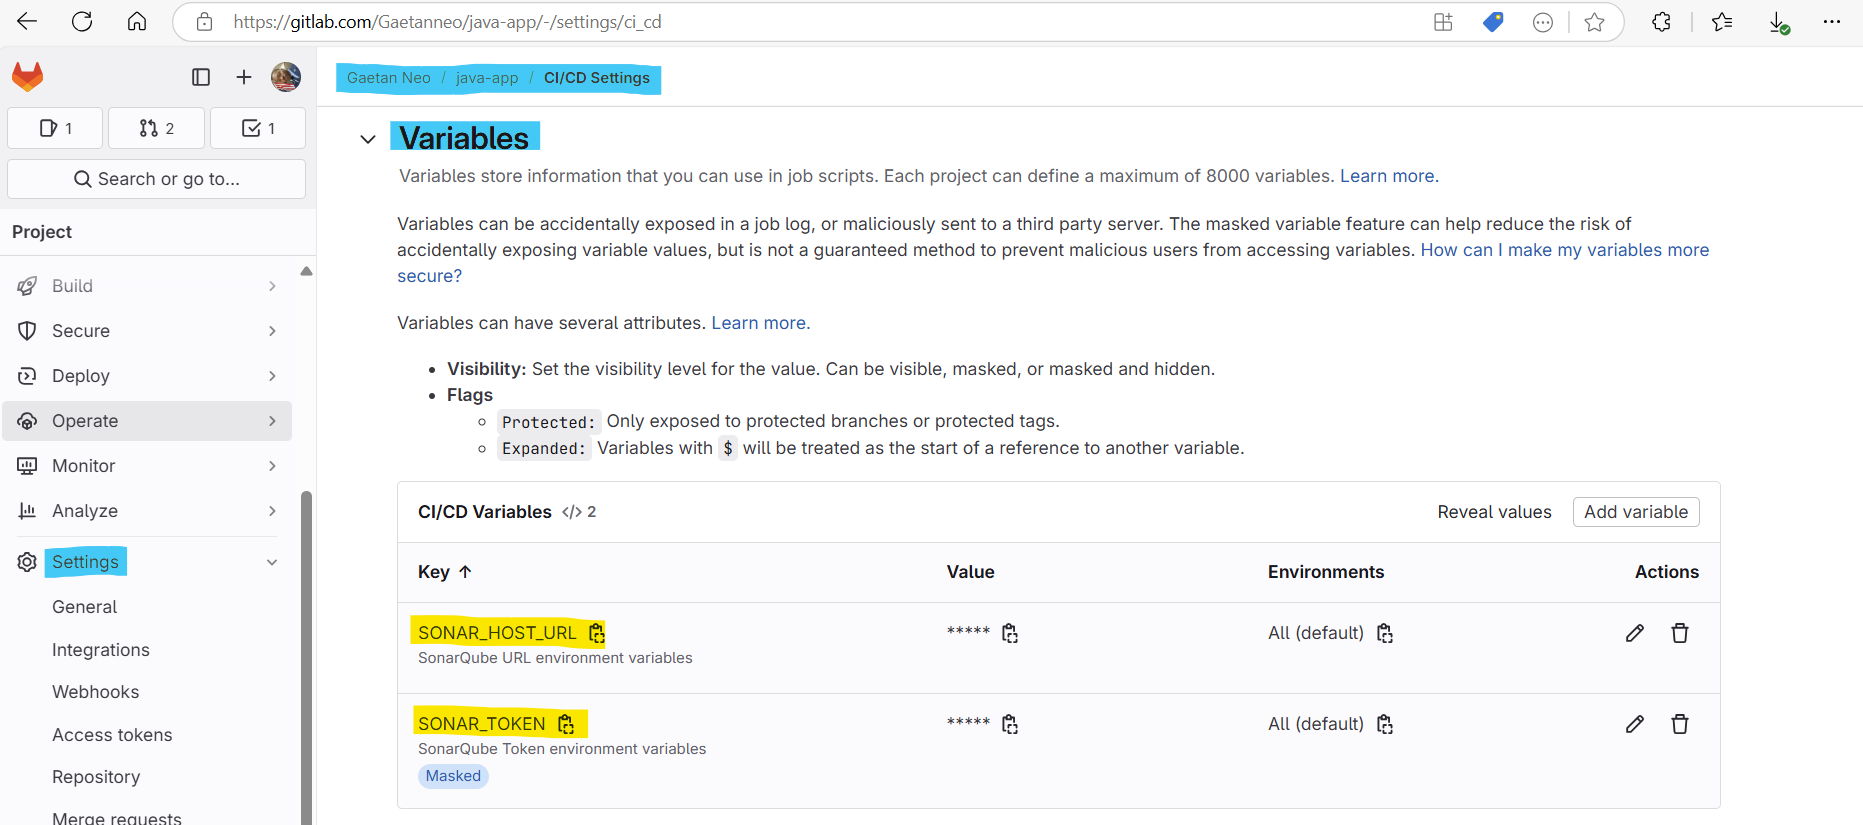 https://gitlab.com/Gaetanneo/java-app/-/settings/ci_cd
1
2
1
Search or go to...
Project
Build
Secure
Deploy
Operate
Monitor
Analyze
Settings
General
Integrations
Webhooks
Access tokens
Repository
Merge requests
Gaetan Neo / java-app / CI/CD Settings
Variables
Variables store information that you can use in job scripts. Each project can define a maximum of 8000 variables. Learn more.
Variables can be accidentally exposed in a job log, or maliciously sent to a third party server. The masked variable feature can help reduce the risk of
accidentally exposing variable values, but is not a guaranteed method to prevent malicious users from accessing variables. How can I make my variables more
secure?
Variables can have several attributes. Learn more.
• Visibility: Set the visibility level for the value. Can be visible, masked, or masked and hidden.
• Flags
◦ Protected: Only exposed to protected branches or protected tags.
◦ Expanded: Variables with $ will be treated as the start of a reference to another variable.
CI/CD Variables </> 2 Reveal values Add variable
Key ↑ Value Environments Actions
SONAR_HOST_URL ***** All (default)
SonarQube URL environment variables
SONAR_TOKEN ***** All (default)
SonarQube Token environment variables
Masked